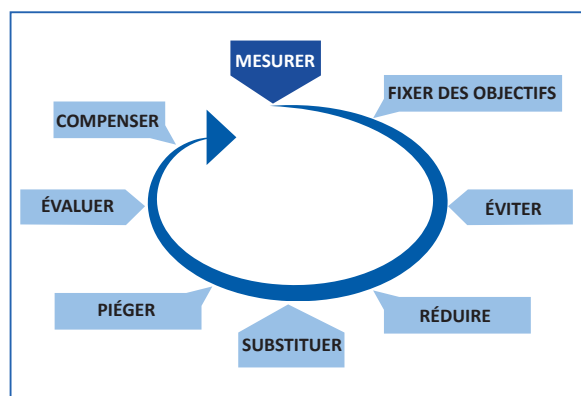 MESURER
FIXER DES OBJECTIFS
ÉVITER
RÉDUIRE
SUBSTITUER
PIÉGER
ÉVALUER
COMPENSER